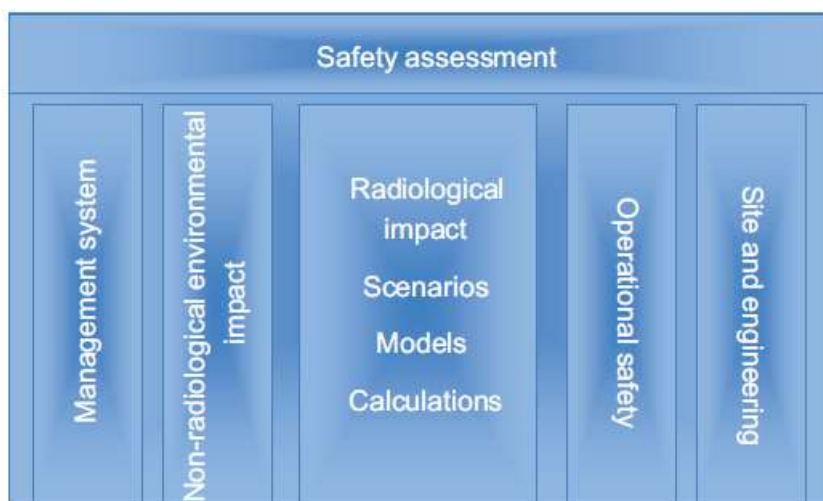 Safety assessment
Management system
Non-radiological environmental
impact
Radiological
impact
Scenarios
Models
Calculations
Operational safety
Site and engineering